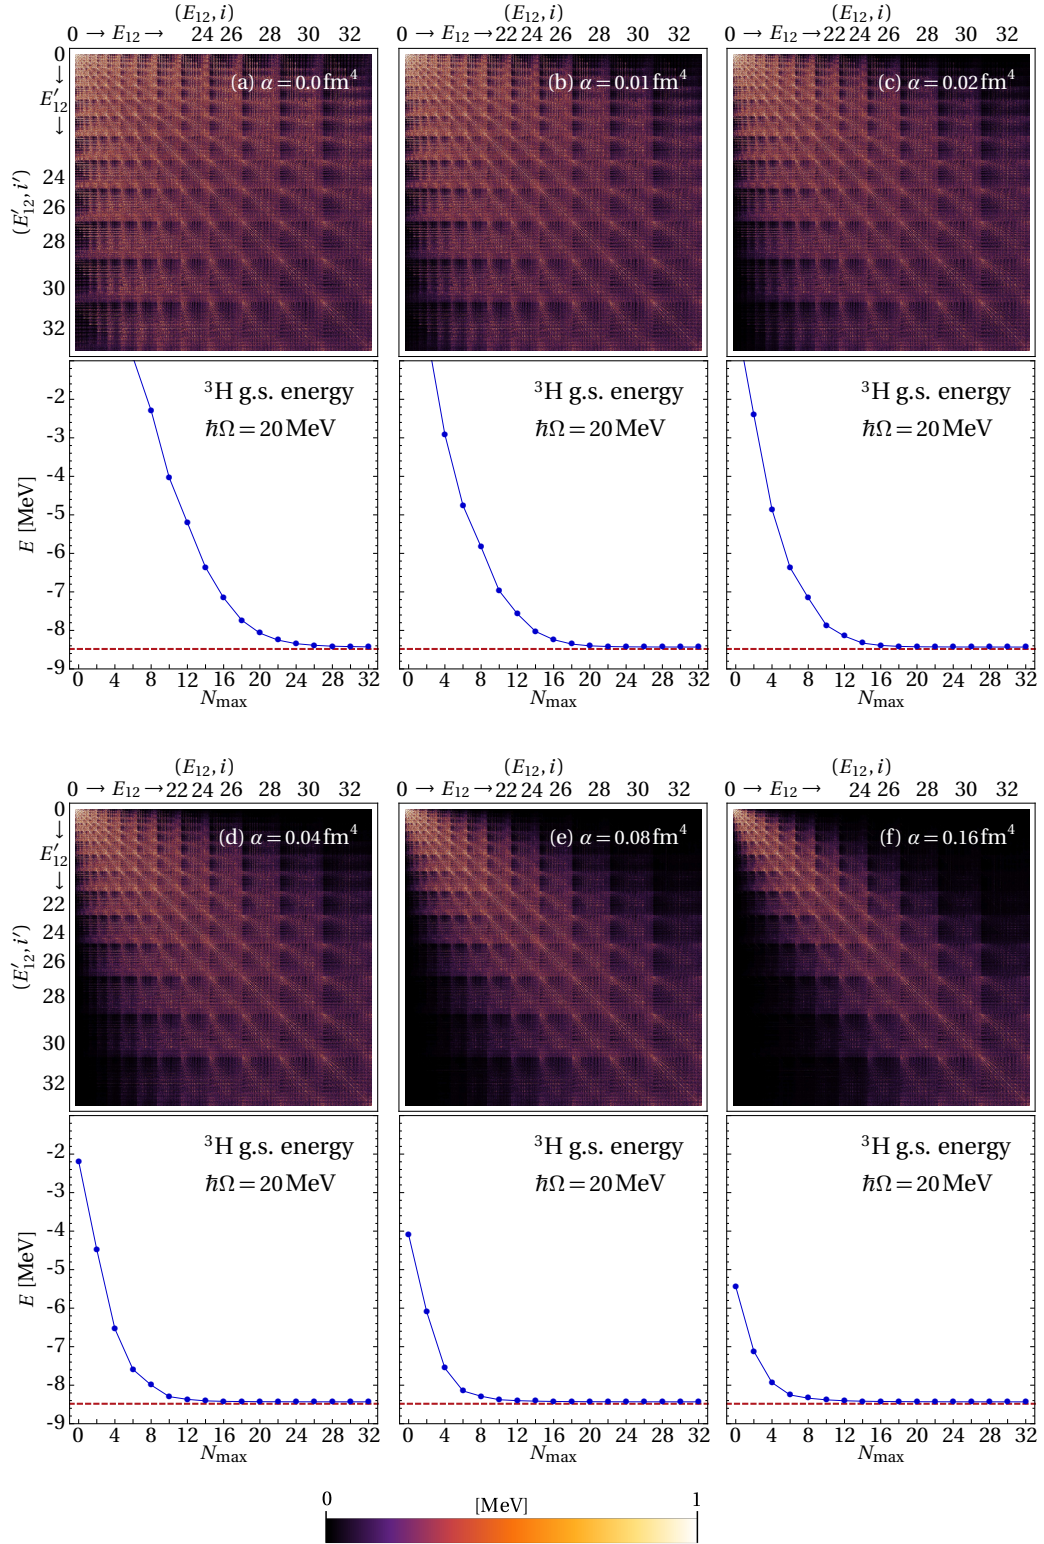 (E₁₂, i) (E₁₂, i)
0 → E₁₂ → 24 26 28 30 32 0 → E₁₂ → 22 24 26 28 30 32 0 → E₁₂ → 22 24 26 28 30 32
0
↓
E′₁₂
↓
24
26
28
30
32
(E′₁₂, i′)
(a) α = 0.0 fm⁴ (b) α = 0.01 fm⁴ (c) α = 0.02 fm⁴
³H g.s. energy ³H g.s. energy ³H g.s. energy
ℏΩ = 20 MeV ℏΩ = 20 MeV ℏΩ = 20 MeV
-2
-3
-4
-5
-6
-7
-8
-9
E [MeV]
0 4 8 12 16 20 24 28 32 0 4 8 12 16 20 24 28 32 0 4 8 12 16 20 24 28 32
Nmax Nmax Nmax
(E₁₂, i) (E₁₂, i) (E₁₂, i)
0 → E₁₂ → 22 24 26 28 30 32 0 → E₁₂ → 22 24 26 28 30 32 0 → E₁₂ → 24 26 28 30 32
0
↓
E′₁₂
↓
22
24
26
28
30
32
(E′₁₂, i′)
(d) α = 0.04 fm⁴ (e) α = 0.08 fm⁴ (f) α = 0.16 fm⁴
³H g.s. energy ³H g.s. energy ³H g.s. energy
ℏΩ = 20 MeV ℏΩ = 20 MeV ℏΩ = 20 MeV
-2
-3
-4
-5
-6
-7
-8
-9
E [MeV]
0 4 8 12 16 20 24 28 32 0 4 8 12 16 20 24 28 32 0 4 8 12 16 20 24 28 32
Nmax Nmax Nmax
0 [MeV] 1